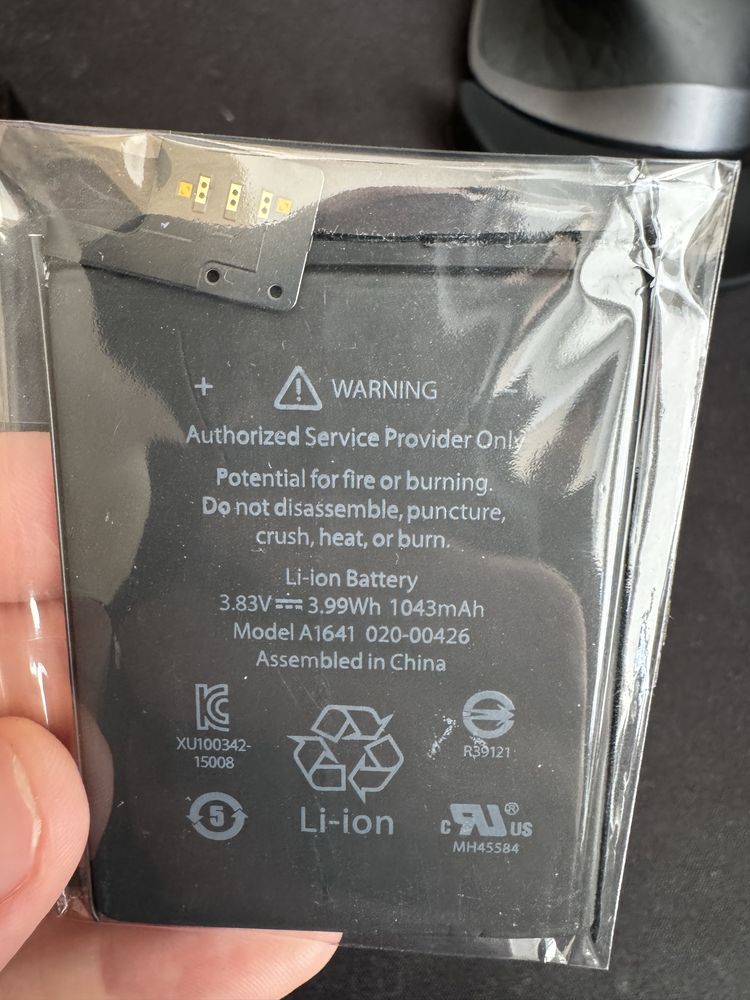 + WARNING -
Authorized Service Provider Only
Potential for fire or burning.
Do not disassemble, puncture,
crush, heat, or burn.
Li-ion Battery
3.83V⎓3.99Wh 1043mAh
Model A1641 020-00426
Assembled in China
XU100342-
15008
R39121
5
Li-ion
c RU® US
MH45584